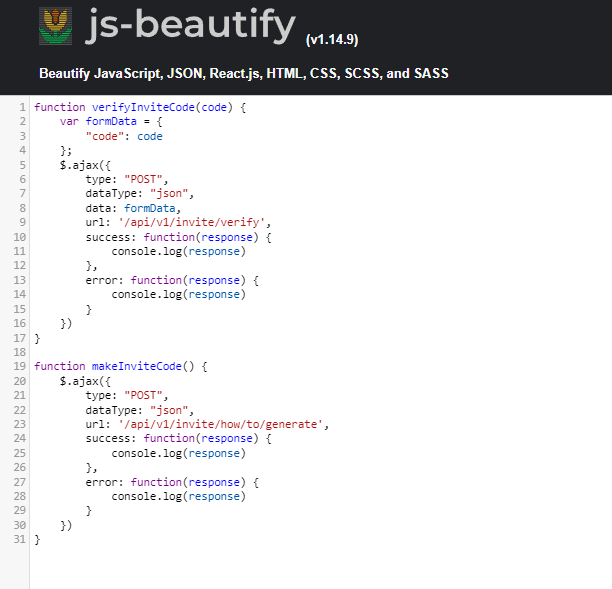 js-beautify (v1.14.9)
Beautify JavaScript, JSON, React.js, HTML, CSS, SCSS, and SASS
1 function verifyInviteCode(code) {
2     var formData = {
3         "code": code
4     };
5     $.ajax({
6         type: "POST",
7         dataType: "json",
8         data: formData,
9         url: '/api/v1/invite/verify',
10         success: function(response) {
11             console.log(response)
12         },
13         error: function(response) {
14             console.log(response)
15         }
16     })
17 }
18
19 function makeInviteCode() {
20     $.ajax({
21         type: "POST",
22         dataType: "json",
23         url: '/api/v1/invite/how/to/generate',
24         success: function(response) {
25             console.log(response)
26         },
27         error: function(response) {
28             console.log(response)
29         }
30     })
31 }